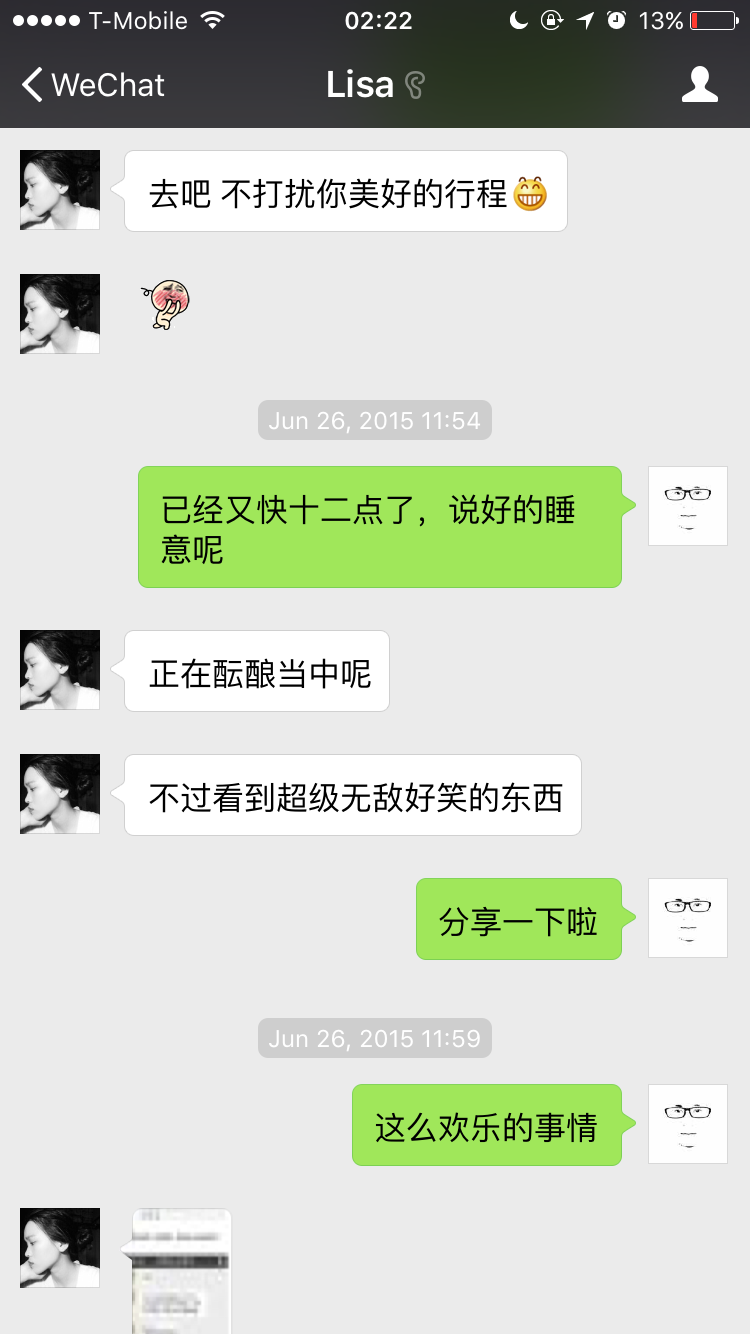 T-Mobile 02:22 13%
WeChat Lisa
去吧 不打扰你美好的行程
Jun 26, 2015 11:54
已经又快十二点了，说好的睡
意呢
正在酝酿当中呢
不过看到超级无敌好笑的东西
分享一下啦
Jun 26, 2015 11:59
这么欢乐的事情